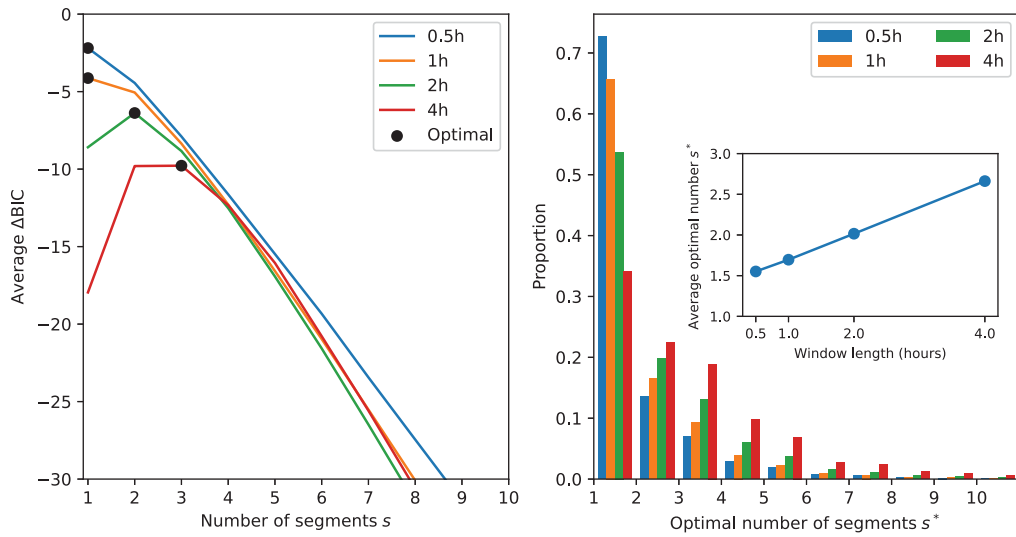 0
−5
−10
−15
−20
−25
−30
Average ΔBIC
1 2 3 4 5 6 7 8 9 10
Number of segments s
0.5h
1h
2h
4h
Optimal
0.7
0.6
0.5
0.4
0.3
0.2
0.1
0.0
Proportion
1 2 3 4 5 6 7 8 9 10
Optimal number of segments s*
0.5h 2h
1h 4h
3.0
2.5
2.0
1.5
1.0
Average optimal number s*
0.5 1.0 2.0 4.0
Window length (hours)